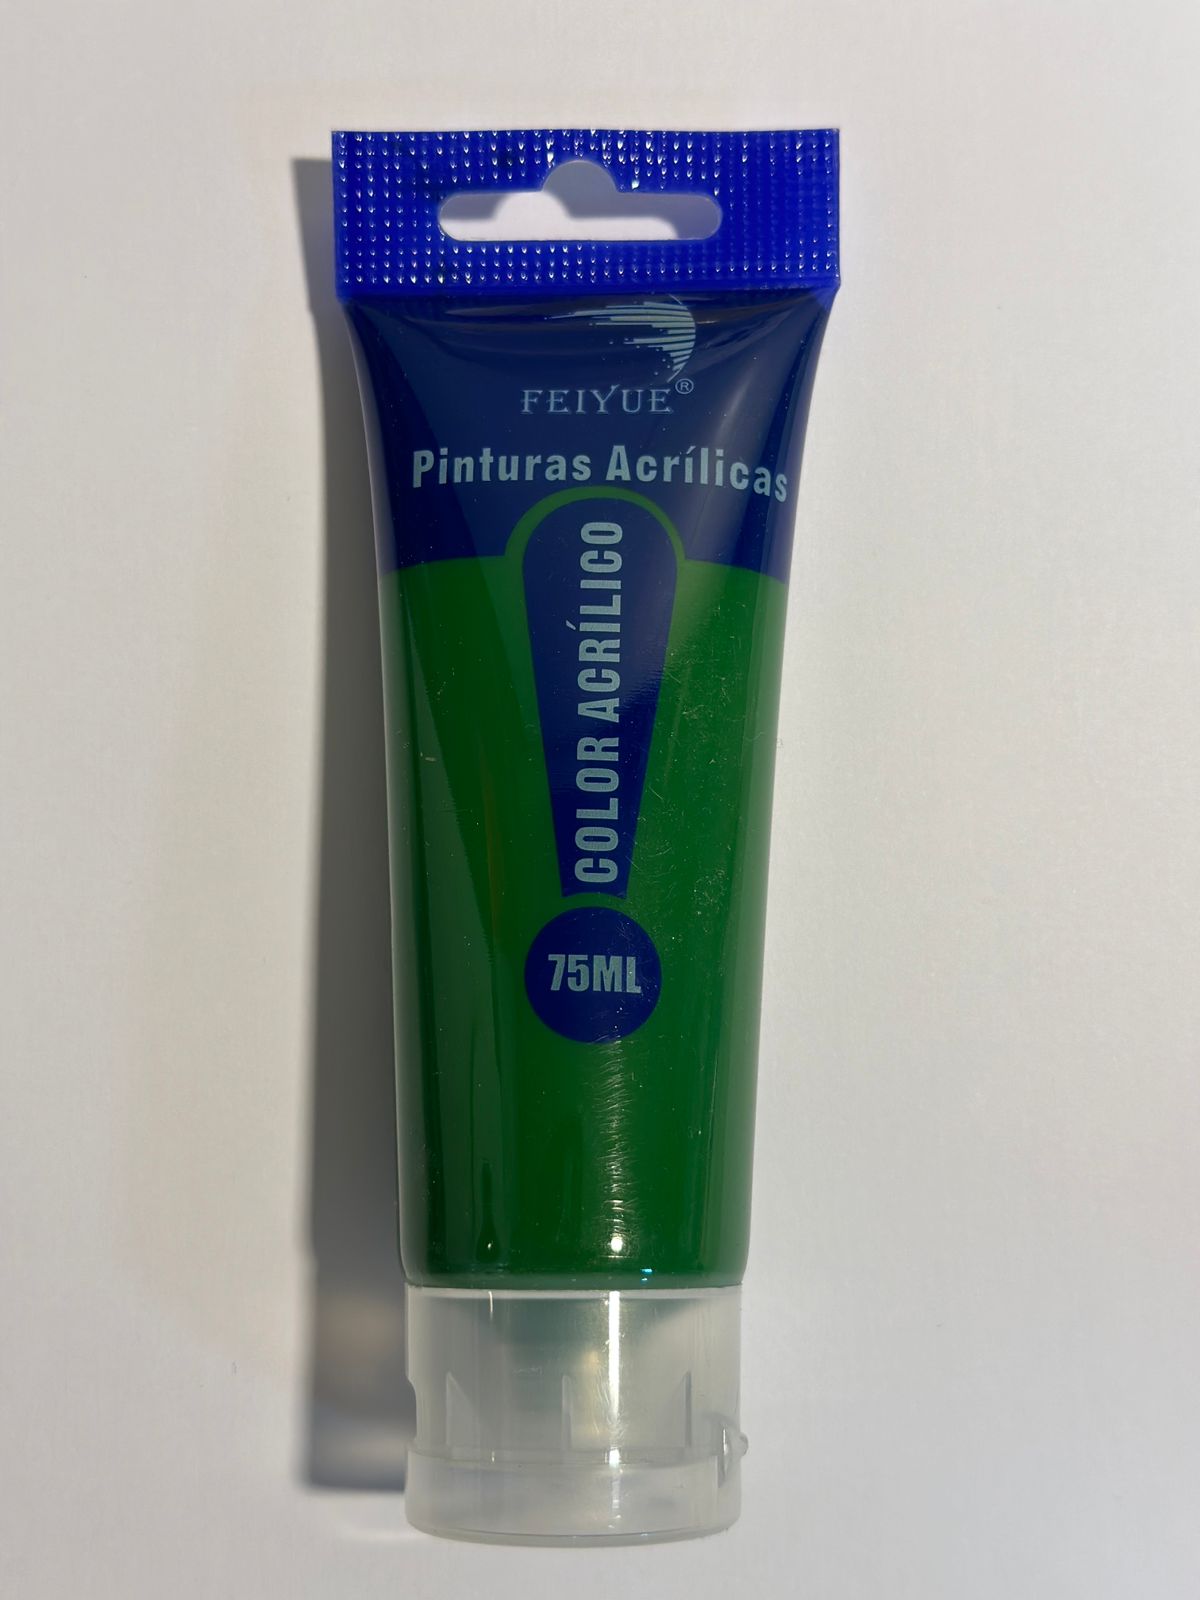 FEIYUE®
Pinturas Acrílicas
COLOR ACRÍLICO
75ML